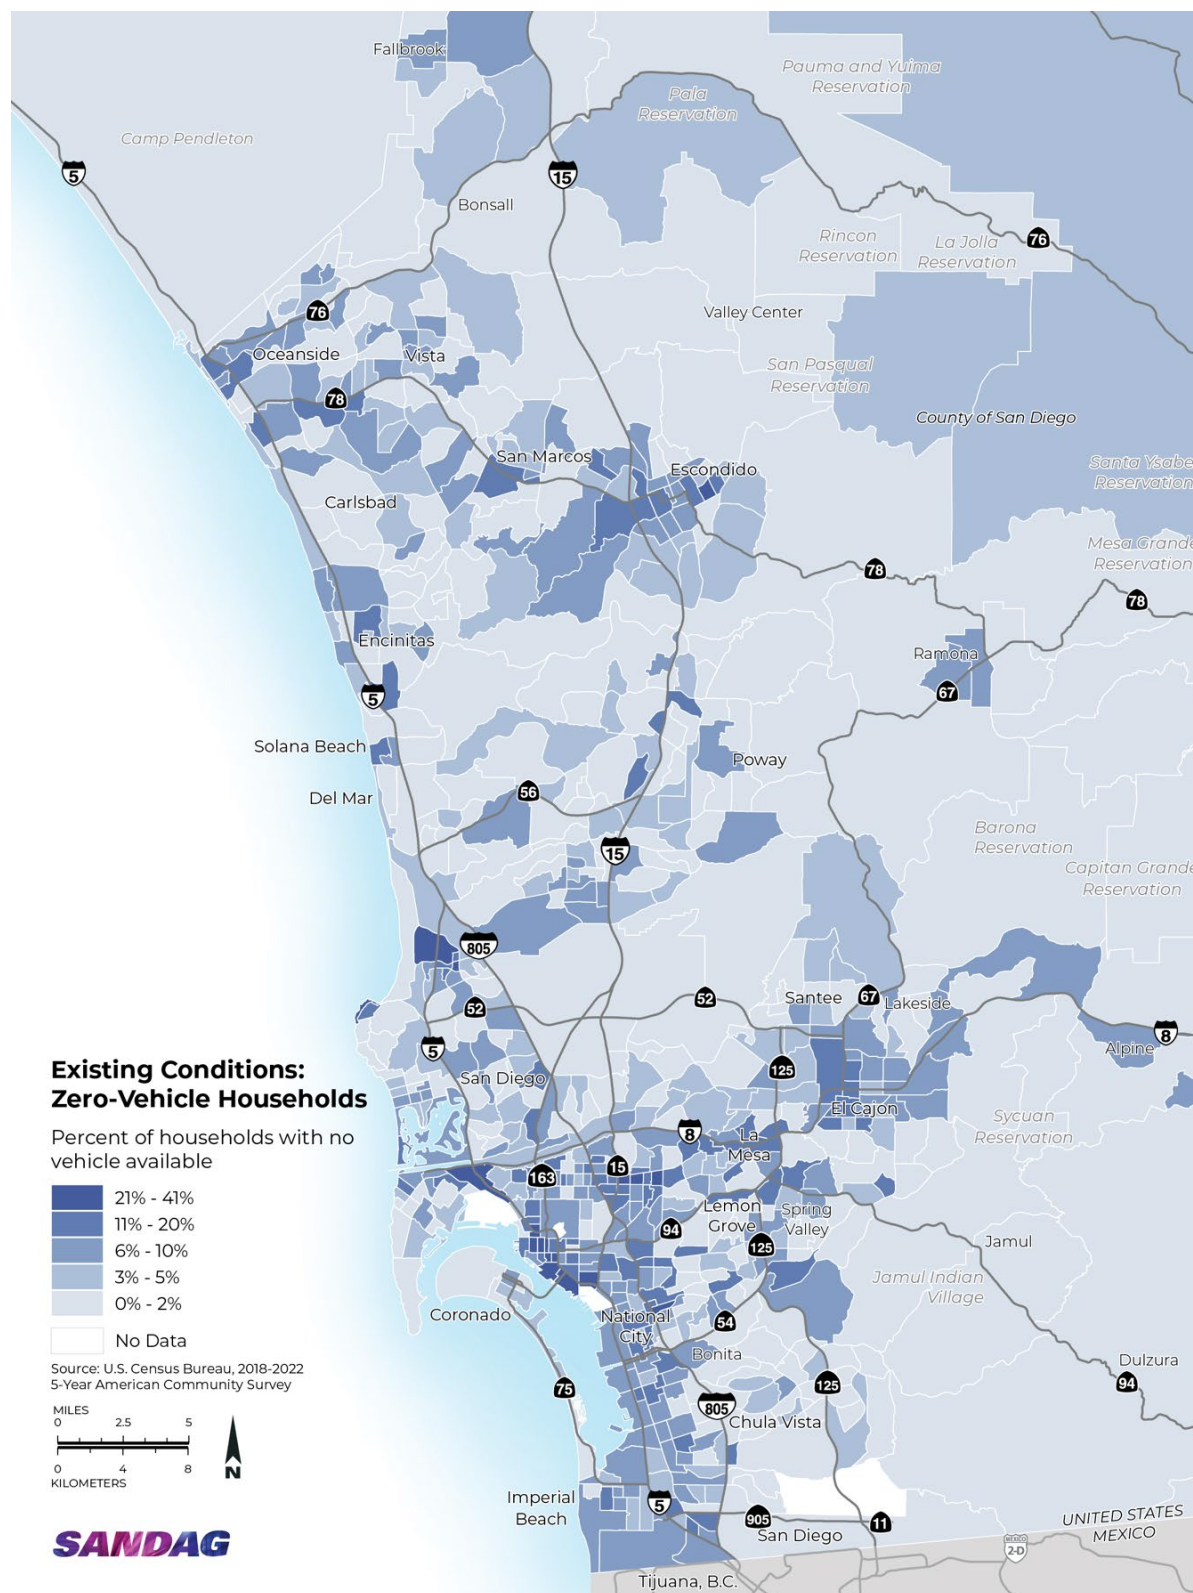 Fallbrook
Pauma and Yuima
Reservation
Pala
Reservation
Camp Pendleton
5
15
Bonsall
Rincon
Reservation
La Jolla
Reservation
76
76
Valley Center
Oceanside
Vista
San Pasqual
Reservation
78
County of San Diego
San Marcos
Escondido
Santa Ysabe
Reservation
Carlsbad
Mesa Grande
Reservation
78
78
Encinitas
Ramona
67
5
Solana Beach
Poway
56
Del Mar
Barona
Reservation
15
Capitan Grande
Reservation
805
52
52
Santee
67
Lakeside
5
8
Alpine
125
San Diego
El Cajon
Sycuan
Reservation
8
La
Mesa
15
163
Lemon
Grove
Spring
Valley
94
125
Jamul
Jamul Indian
Village
Coronado
National
City
54
Bonita
Dulzura
75
125
94
805
Chula Vista
Imperial
Beach
5
905
San Diego
11
UNITED STATES
MEXICO
MEXICO
2-D
Tijuana, B.C.
Existing Conditions:
Zero-Vehicle Households
Percent of households with no
vehicle available
21% - 41%
11% - 20%
6% - 10%
3% - 5%
0% - 2%
No Data
Source: U.S. Census Bureau, 2018-2022
5-Year American Community Survey
MILES
0 2.5 5
0 4 8
KILOMETERS
N
SANDAG